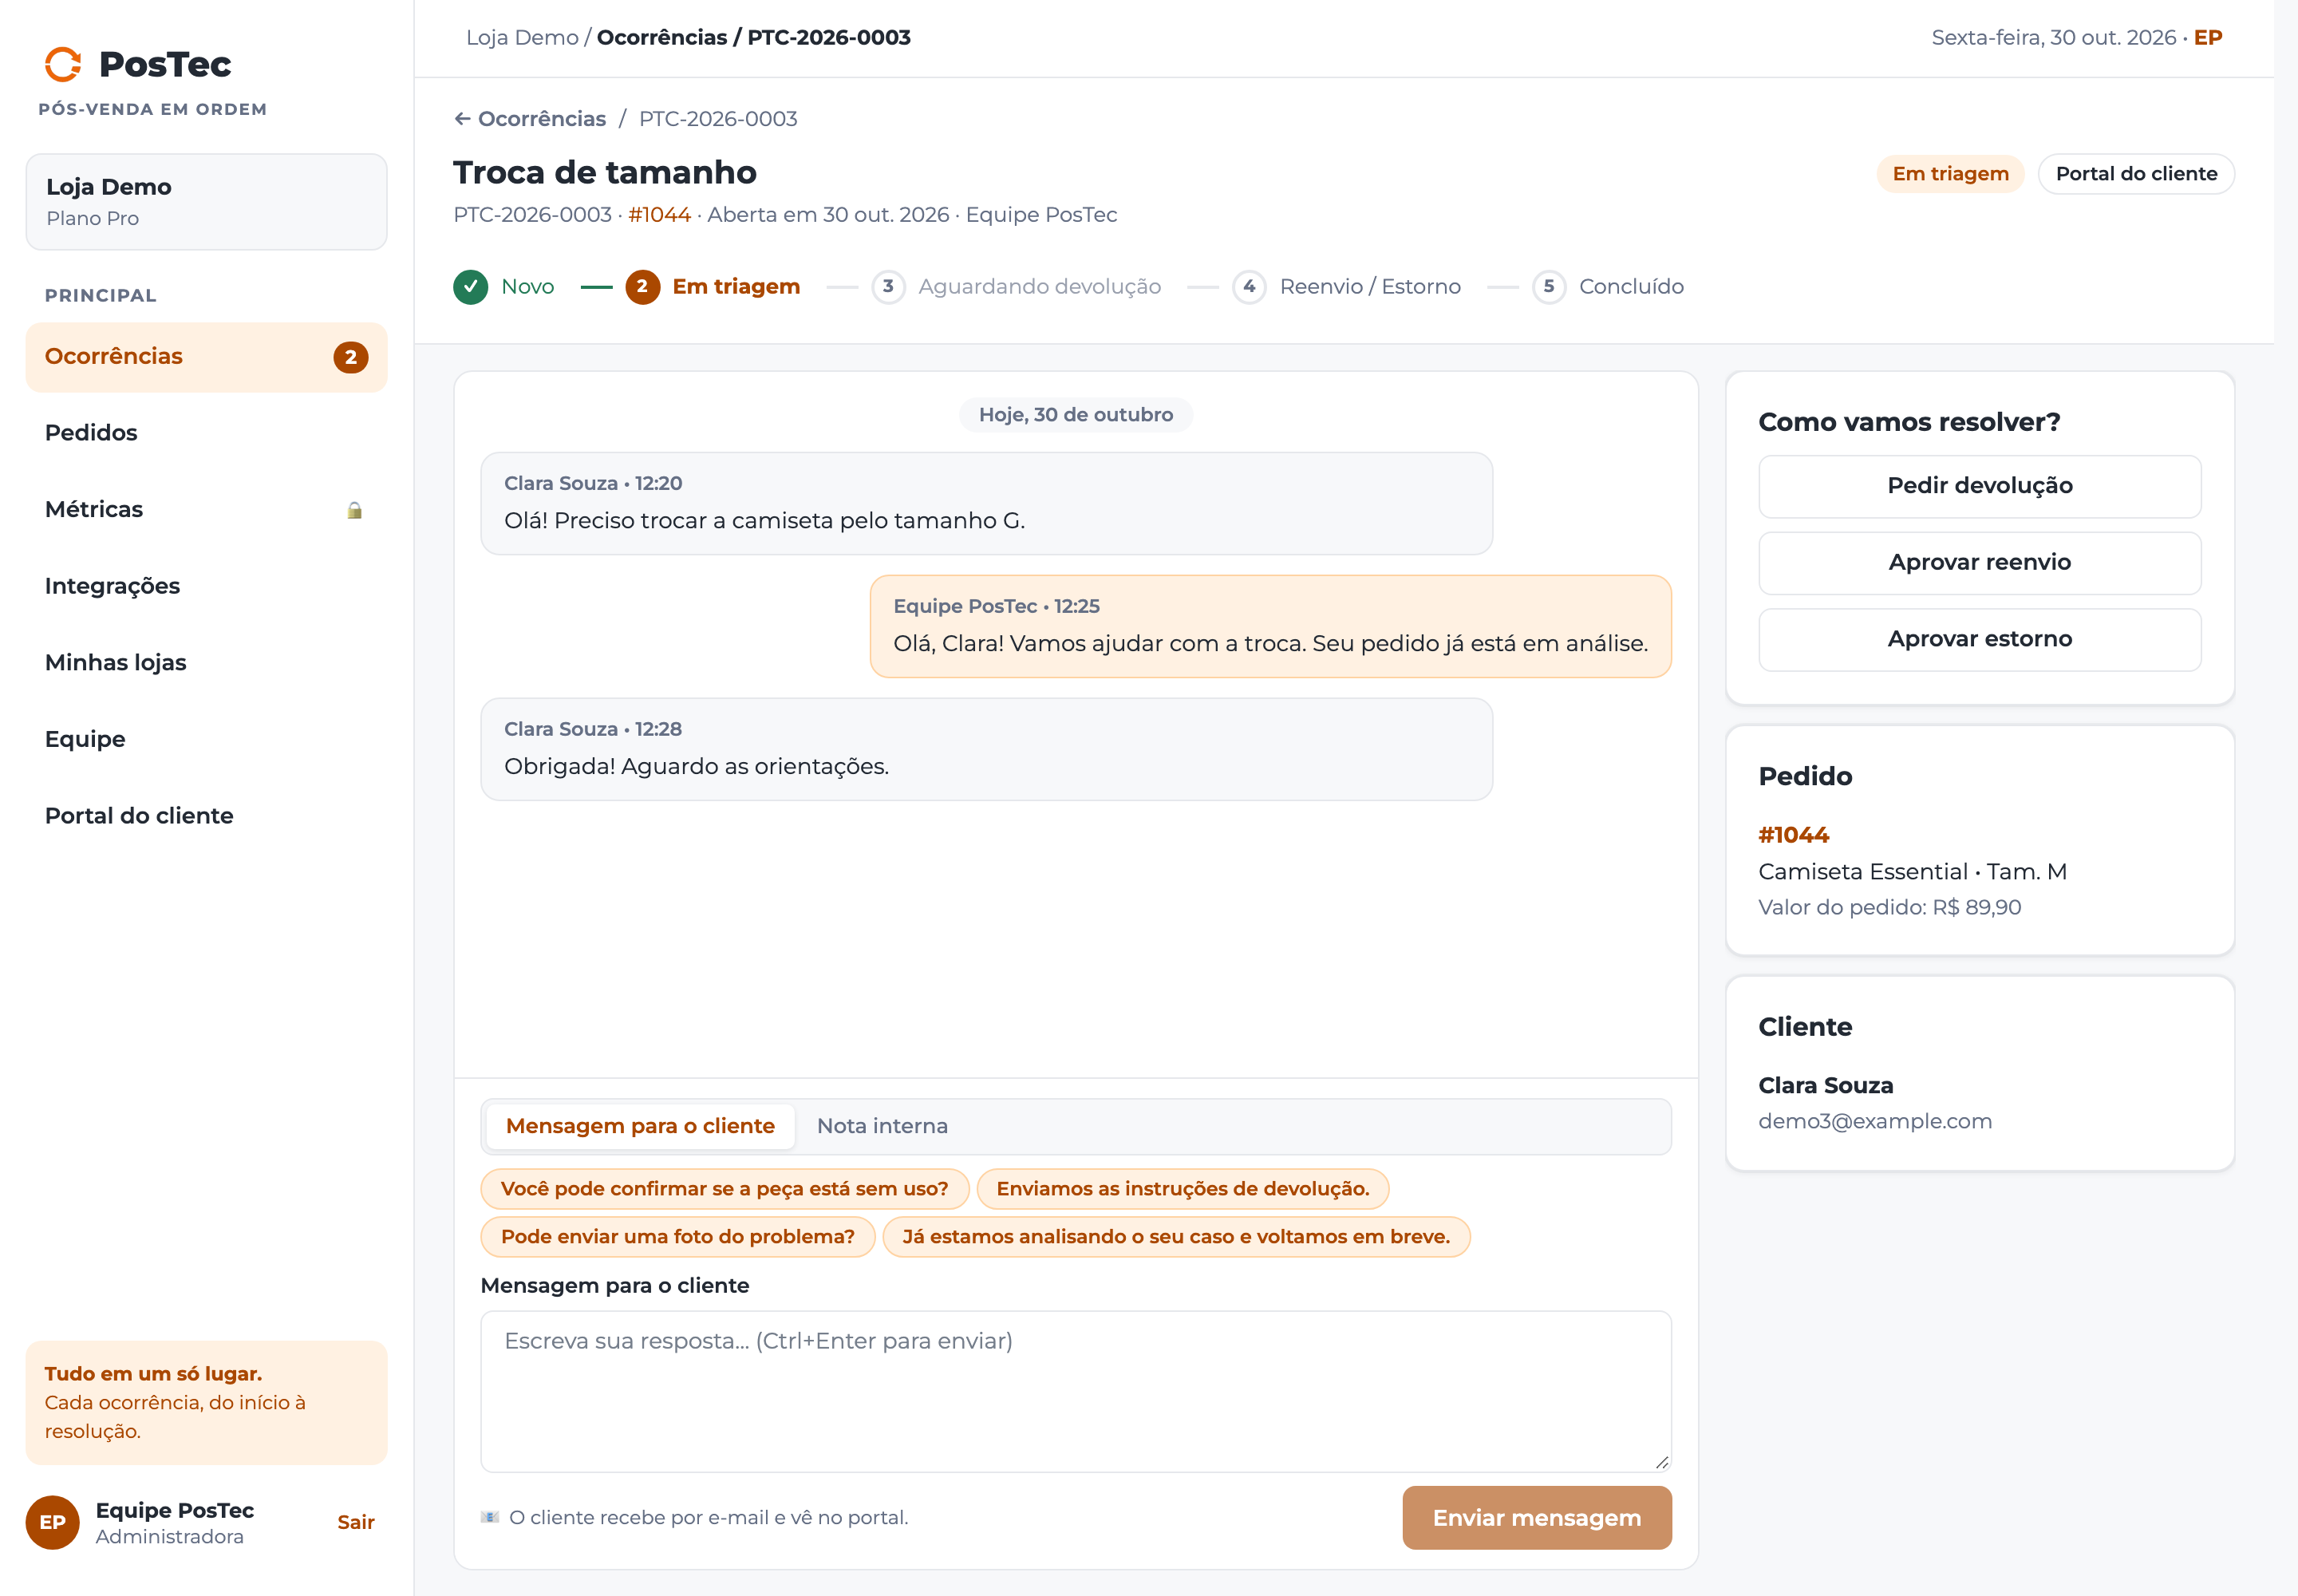 PosTec
PÓS-VENDA EM ORDEM
Loja Demo
Plano Pro
PRINCIPAL
Ocorrências 2
Pedidos
Métricas
Integrações
Minhas lojas
Equipe
Portal do cliente
Tudo em um só lugar.
Cada ocorrência, do início à
resolução.
EP
Equipe PosTec
Administradora
Sair
Loja Demo / Ocorrências / PTC-2026-0003
Sexta-feira, 30 out. 2026 · EP
← Ocorrências / PTC-2026-0003
Troca de tamanho
Em triagem
Portal do cliente
PTC-2026-0003 · #1044 · Aberta em 30 out. 2026 · Equipe PosTec
Novo 2 Em triagem 3 Aguardando devolução 4 Reenvio / Estorno 5 Concluído
Hoje, 30 de outubro
Clara Souza • 12:20
Olá! Preciso trocar a camiseta pelo tamanho G.
Equipe PosTec • 12:25
Olá, Clara! Vamos ajudar com a troca. Seu pedido já está em análise.
Clara Souza • 12:28
Obrigada! Aguardo as orientações.
Mensagem para o cliente
Nota interna
Você pode confirmar se a peça está sem uso?
Enviamos as instruções de devolução.
Pode enviar uma foto do problema?
Já estamos analisando o seu caso e voltamos em breve.
Mensagem para o cliente
Escreva sua resposta... (Ctrl+Enter para enviar)
O cliente recebe por e-mail e vê no portal.
Enviar mensagem
Como vamos resolver?
Pedir devolução
Aprovar reenvio
Aprovar estorno
Pedido
#1044
Camiseta Essential • Tam. M
Valor do pedido: R$ 89,90
Cliente
Clara Souza
demo3@example.com